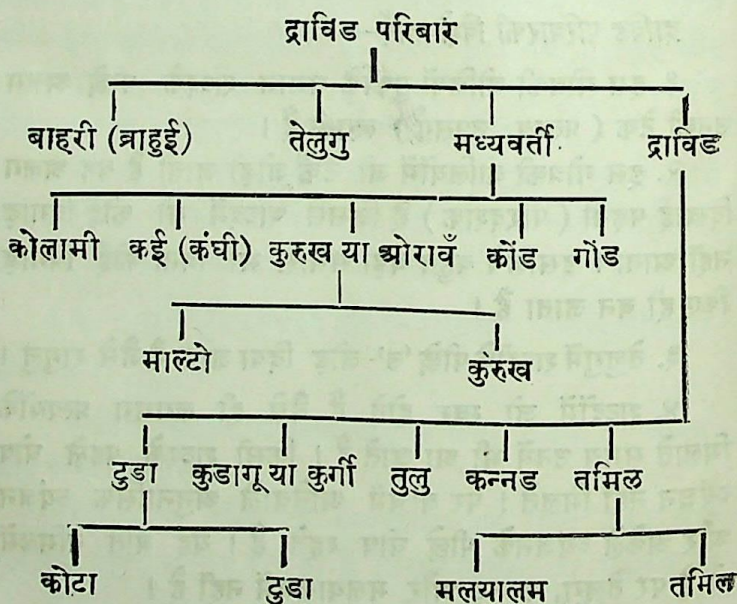 द्राविड परिवार
बाहरी (ब्राहुई) तेलुगु मध्यवर्ती द्राविड
कोलामी कई (कंघी) कुरुख या ओरावँ कोंड गोंड
माल्टो कुरुख
टुडा कुडागू या कुर्गी तुलु कन्नड तमिल
कोटा टुडा मलयालम तमिल